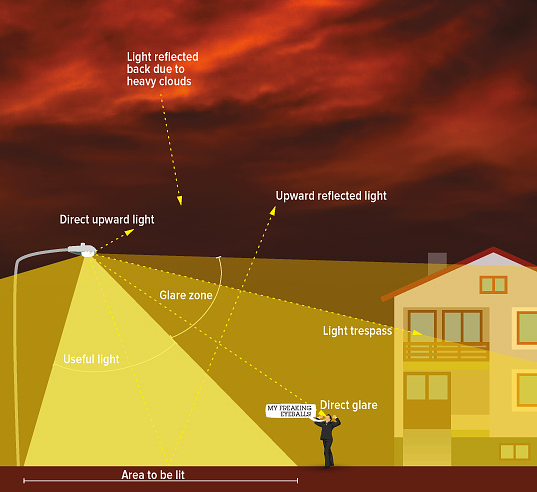 Light reflected
back due to
heavy clouds
Upward reflected light
Direct upward light
Glare zone
Light trespass
Useful light
MY FREAKING
EYEBALLS!
Direct glare
Area to be lit